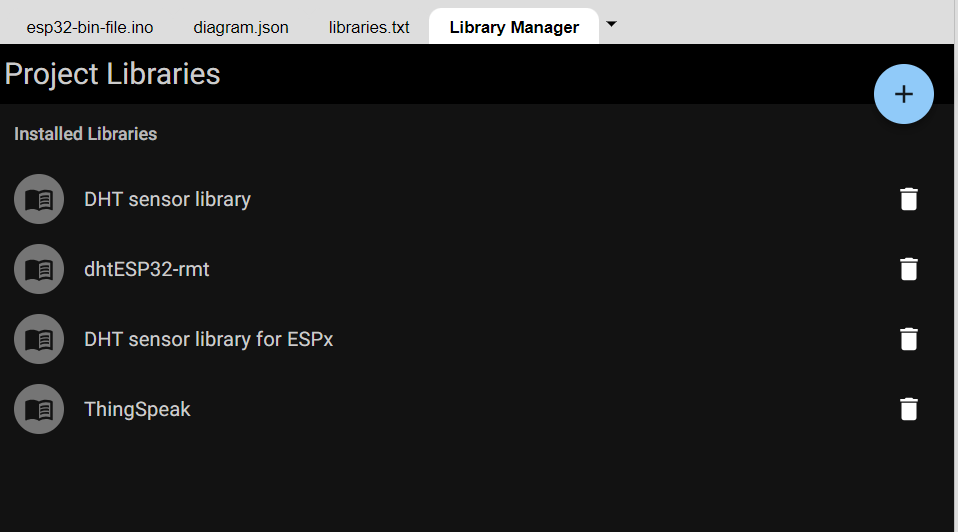 esp32-bin-file.ino diagram.json libraries.txt Library Manager
Project Libraries
+
Installed Libraries
DHT sensor library
dhtESP32-rmt
DHT sensor library for ESPx
ThingSpeak